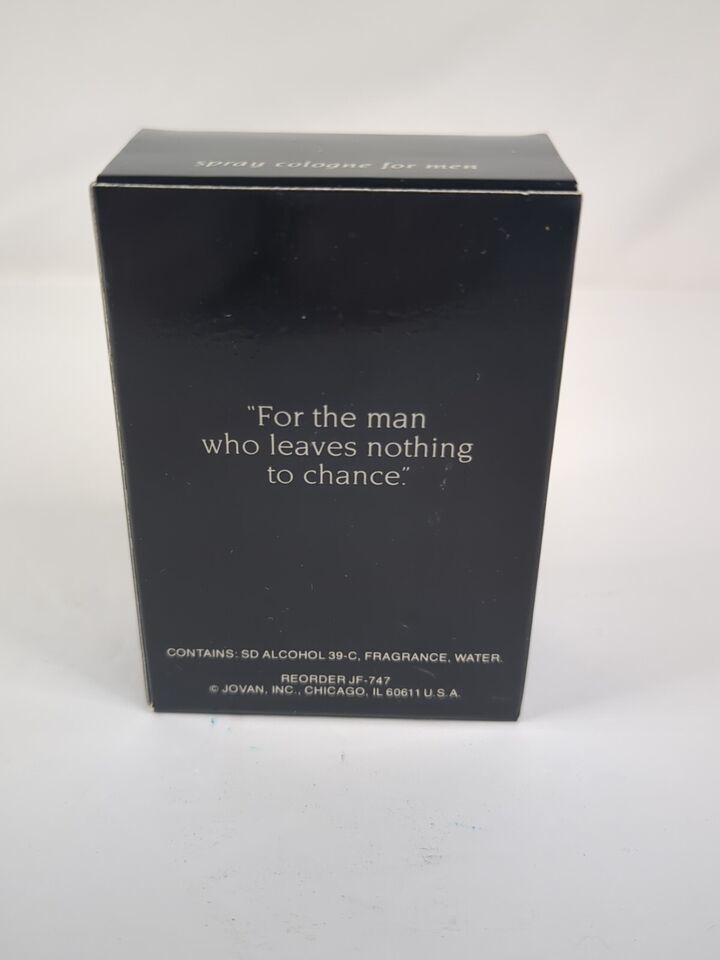 spray cologne for men
"For the man
who leaves nothing
to chance."
CONTAINS: SD ALCOHOL 39-C, FRAGRANCE, WATER.
REORDER JF-747
© JOVAN, INC., CHICAGO, IL 60611 U.S.A.